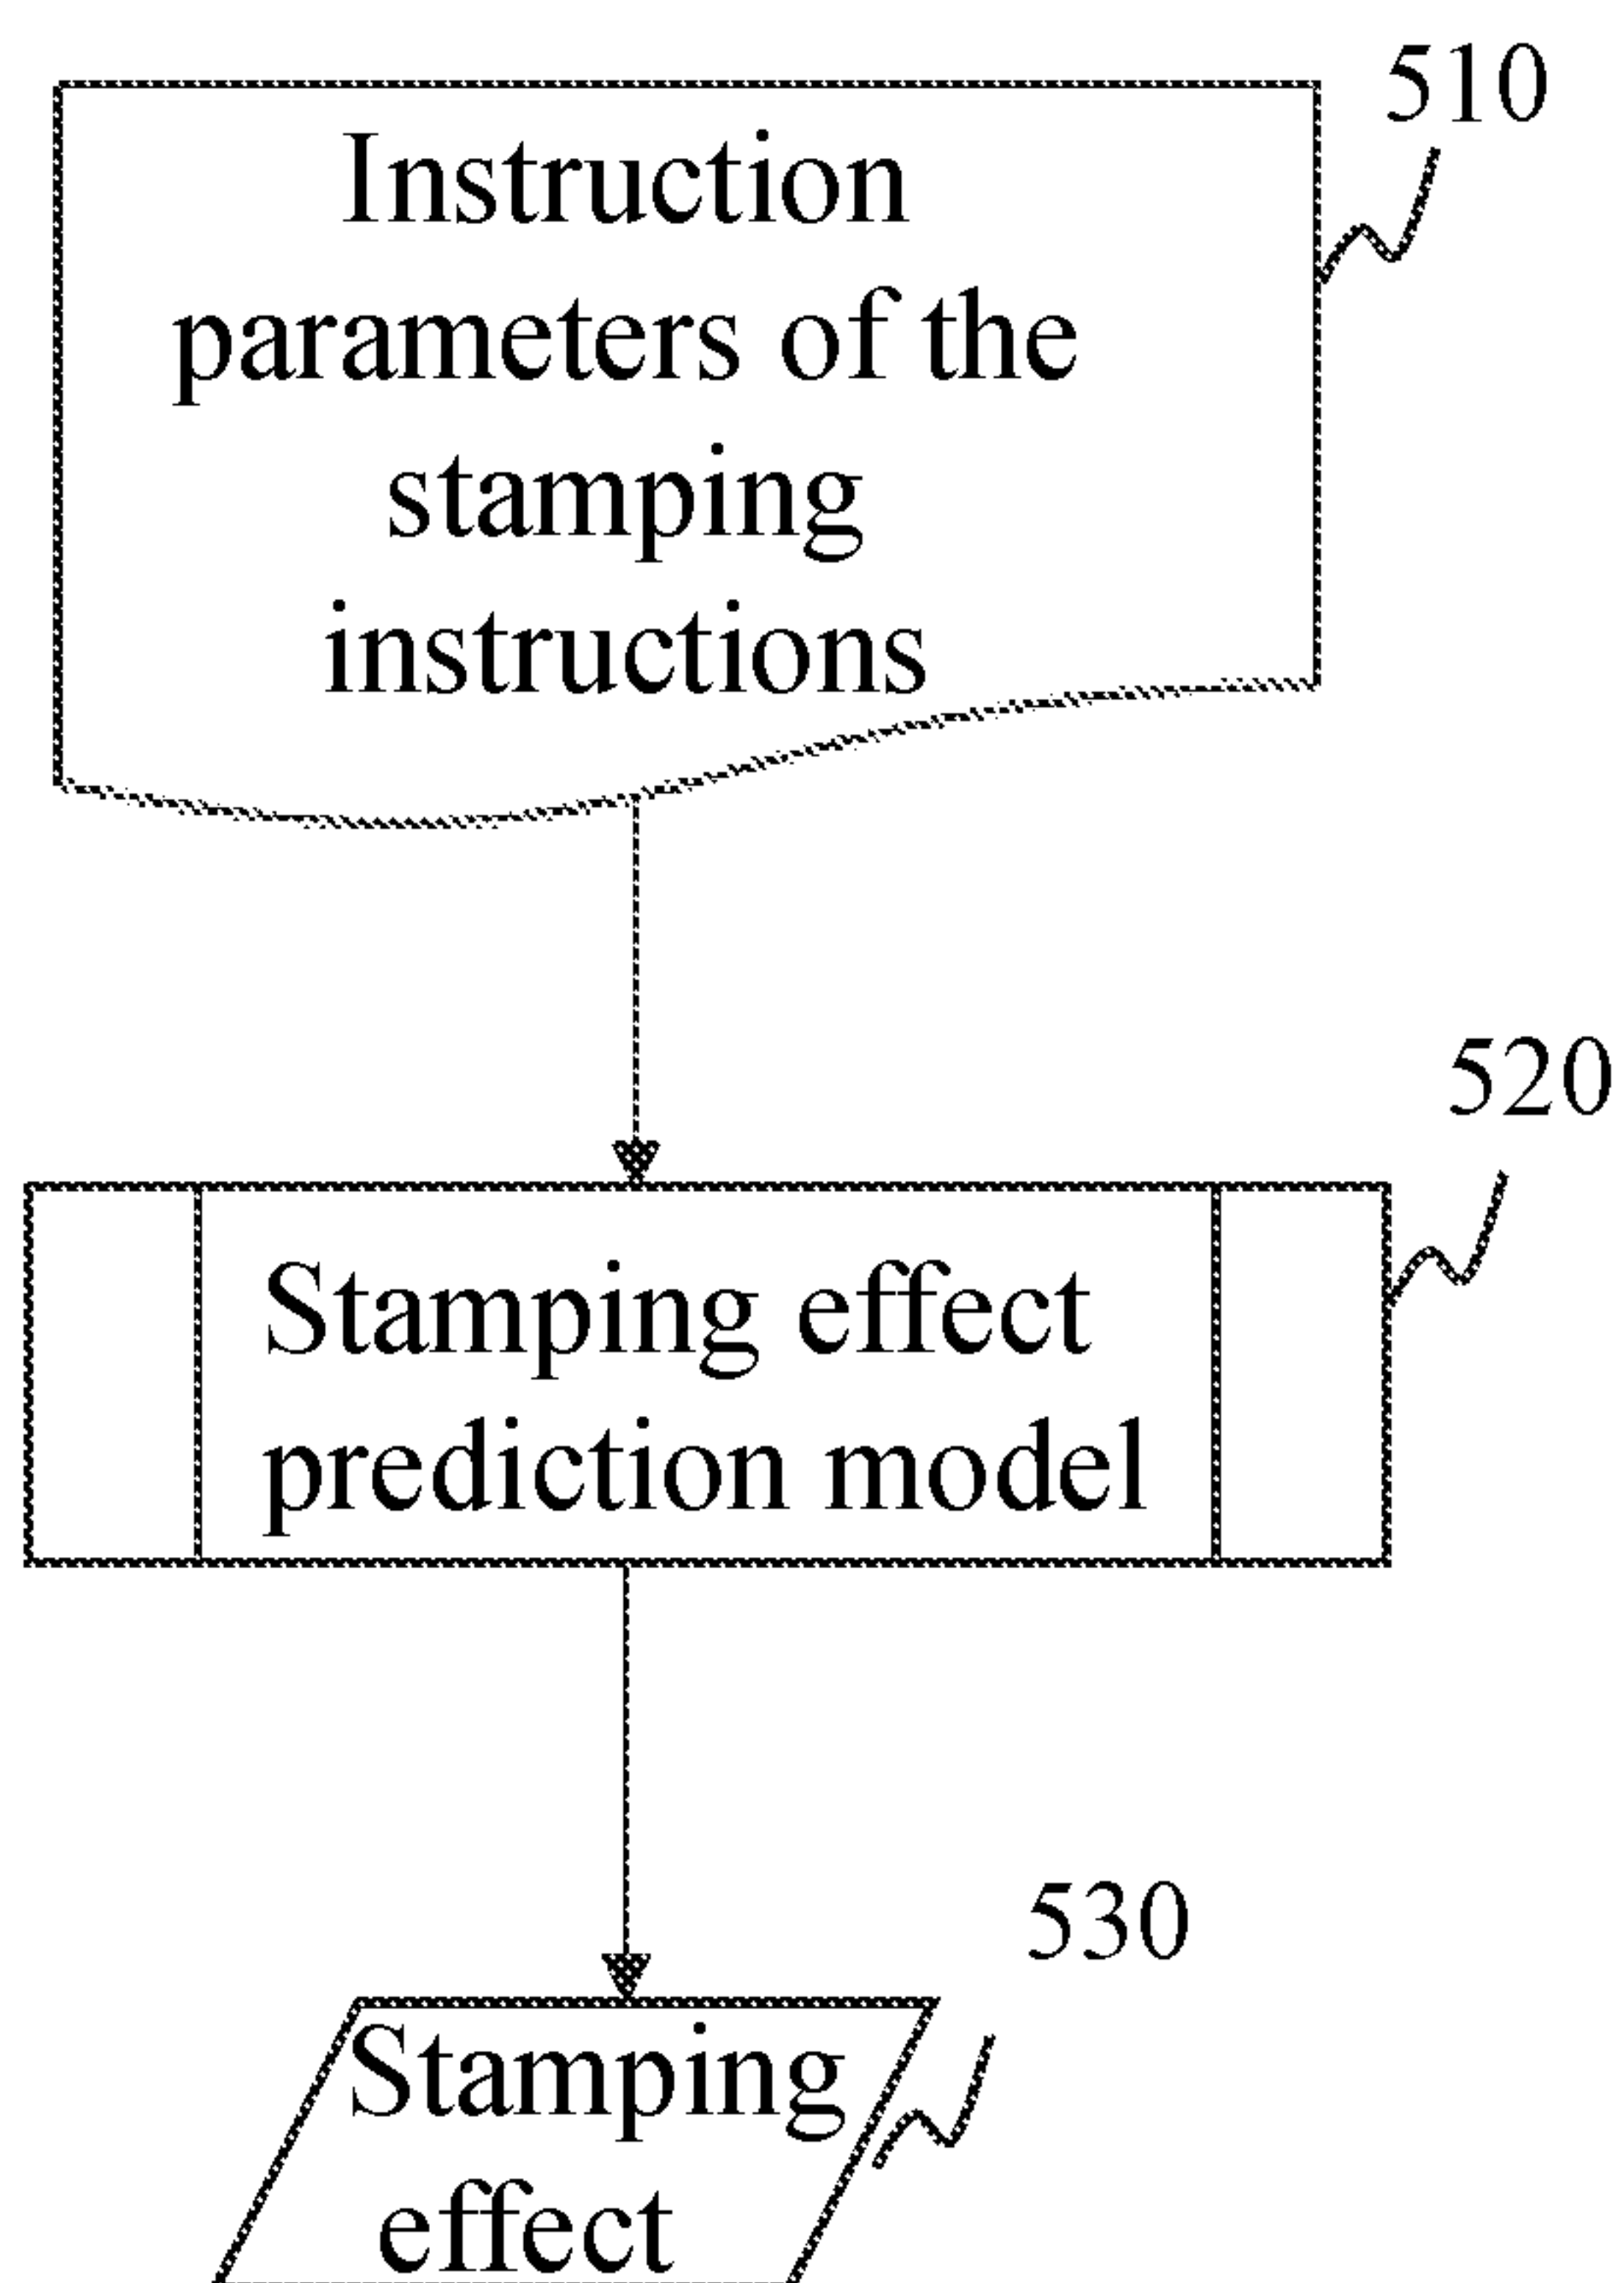 510
Instruction
parameters of the
stamping
instructions
520
Stamping effect
prediction model
530
Stamping
effect